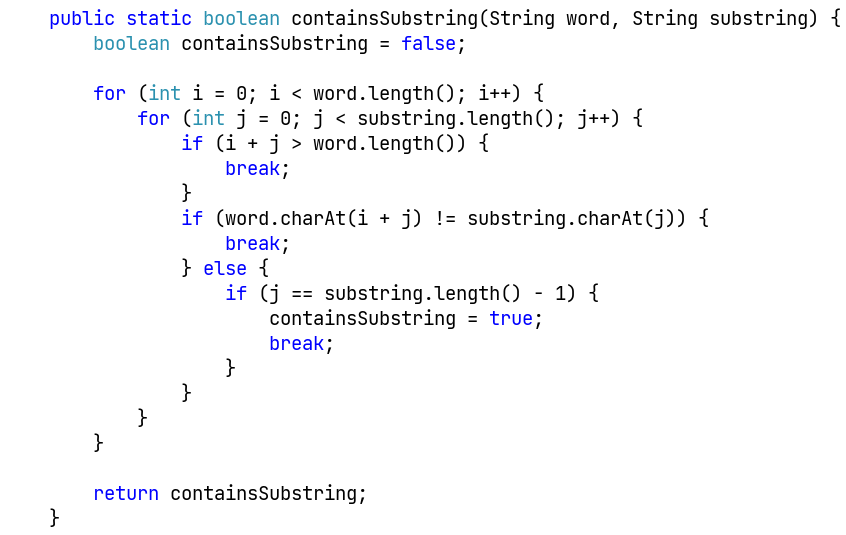 public static boolean containsSubstring(String word, String substring) {
    boolean containsSubstring = false;

    for (int i = 0; i < word.length(); i++) {
        for (int j = 0; j < substring.length(); j++) {
            if (i + j > word.length()) {
                break;
            }
            if (word.charAt(i + j) != substring.charAt(j)) {
                break;
            } else {
                if (j == substring.length() - 1) {
                    containsSubstring = true;
                    break;
                }
            }
        }
    }

    return containsSubstring;
}